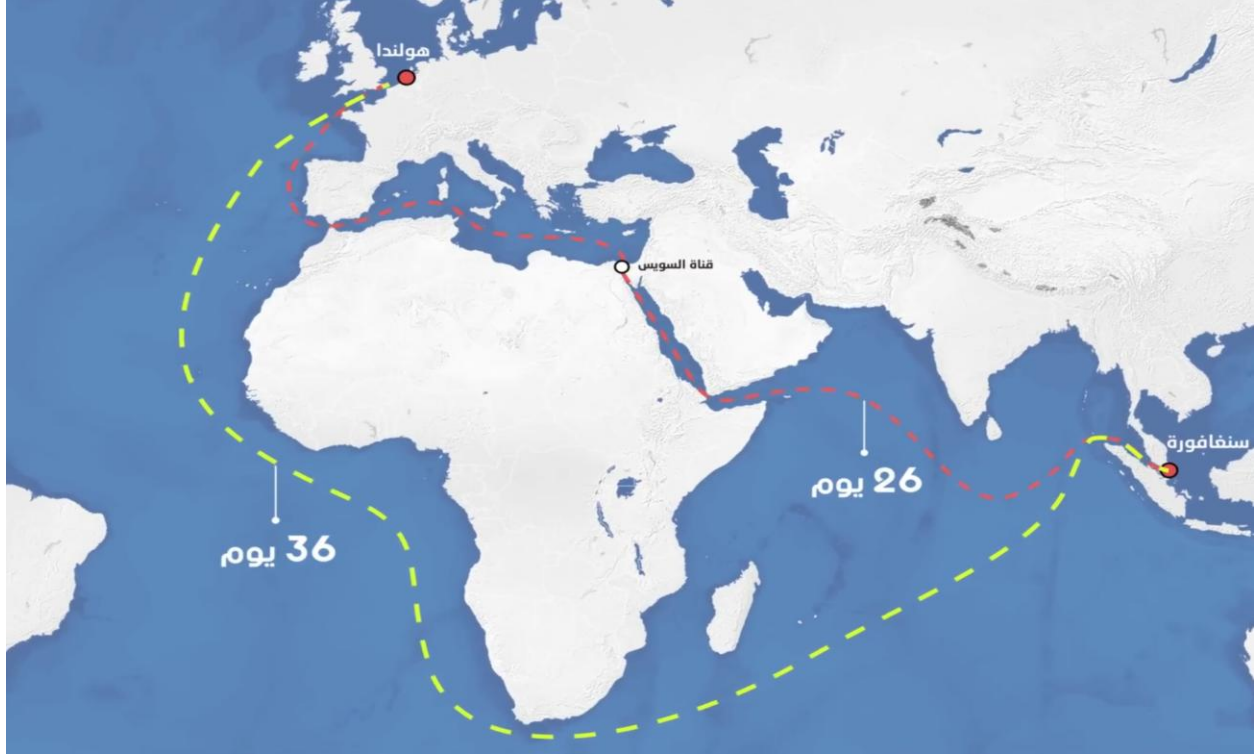 هولندا
قناة السويس
سنغافورة
26 يوم
36 يوم